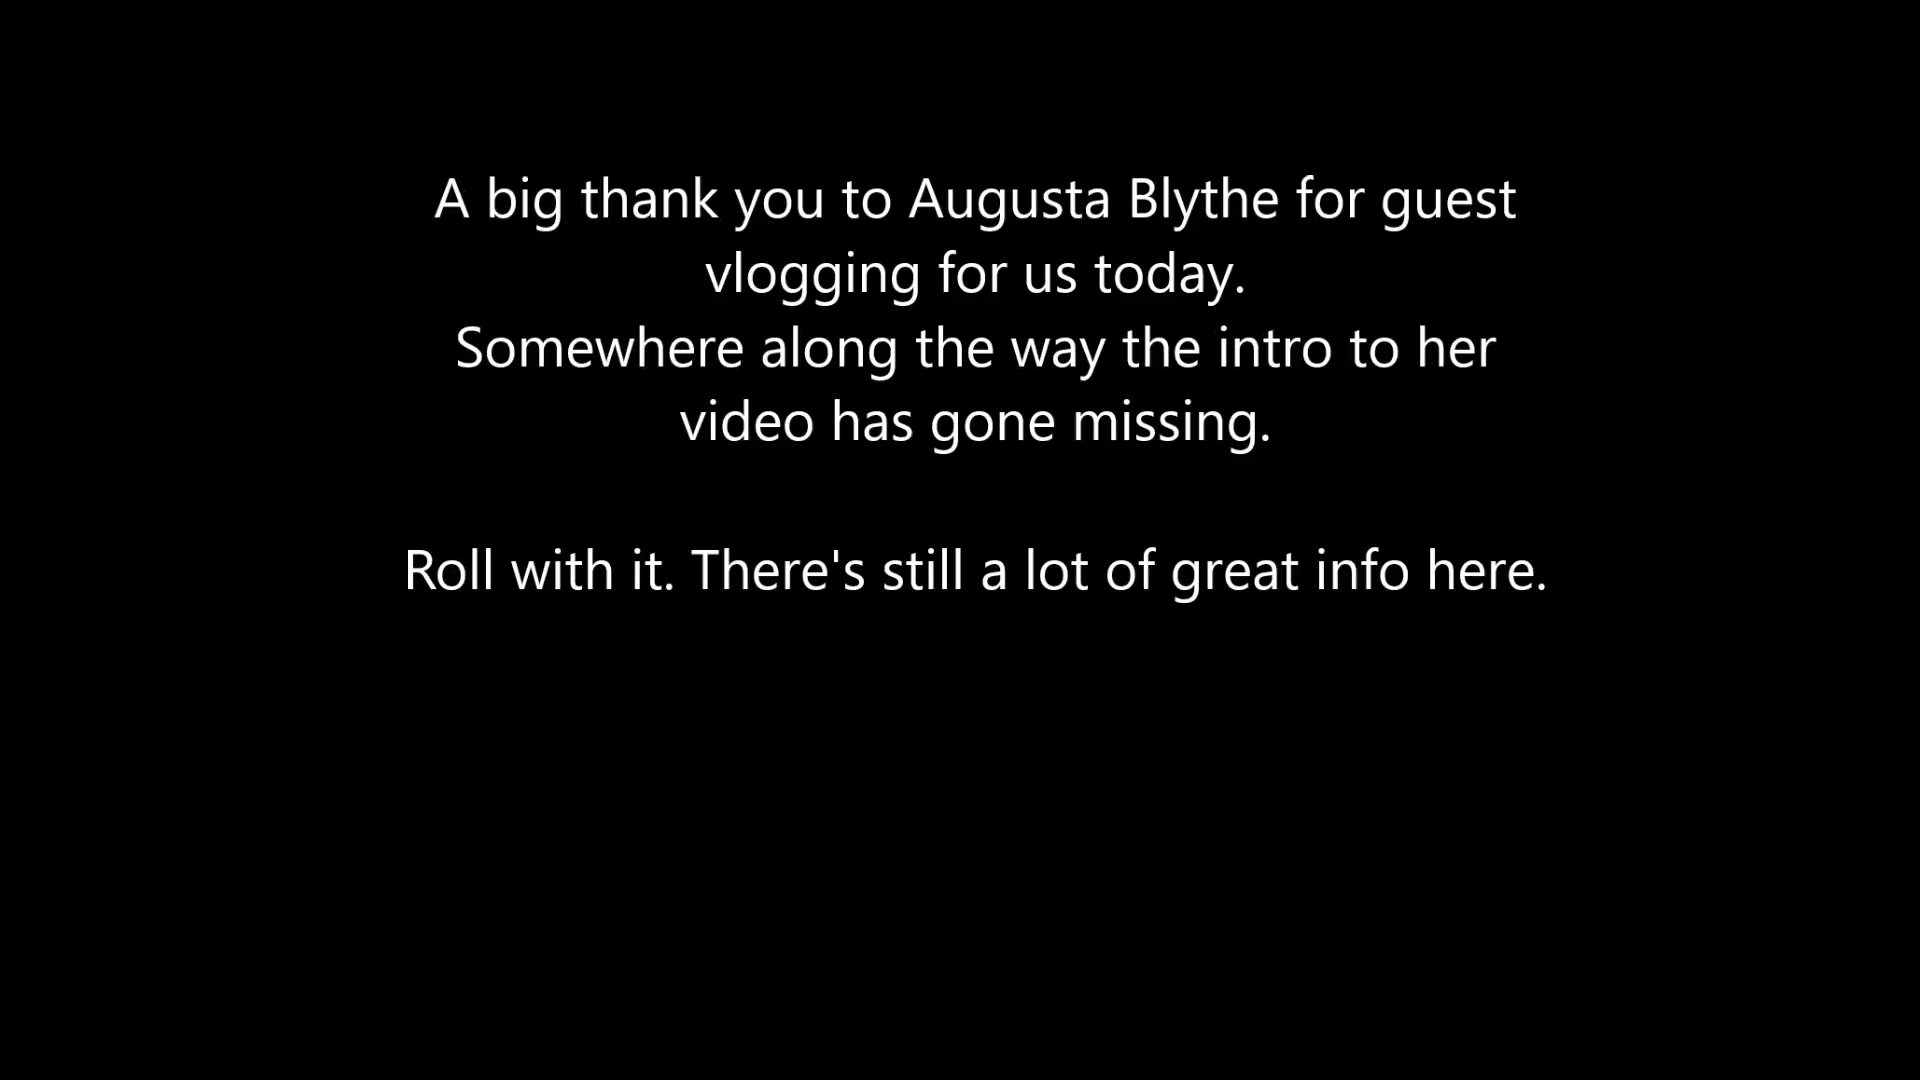 A big thank you to Augusta Blythe for guest
vlogging for us today.
Somewhere along the way the intro to her
video has gone missing.
Roll with it. There's still a lot of great info here.